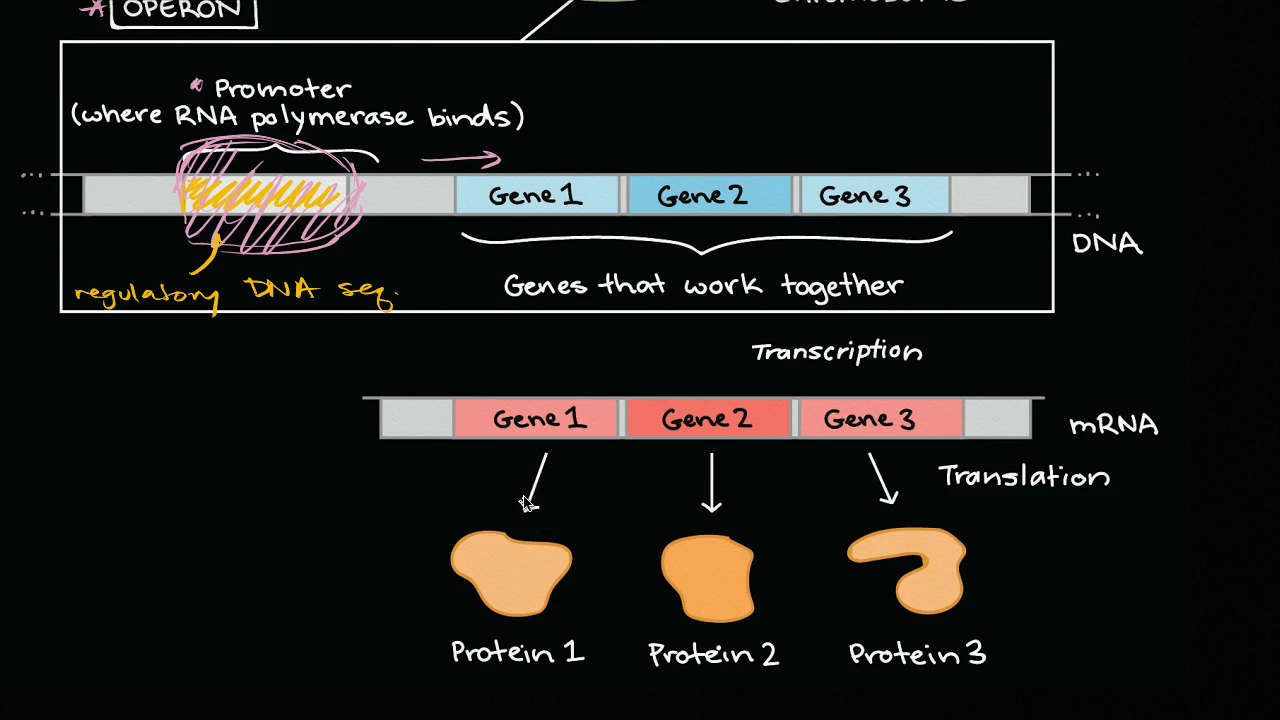 * OPERON
• Promoter
(where RNA polymerase binds)
Gene 1 Gene 2 Gene 3
DNA
regulatory DNA seq.
Genes that work together
Transcription
Gene 1 Gene 2 Gene 3
mRNA
Translation
Protein 1 Protein 2 Protein 3